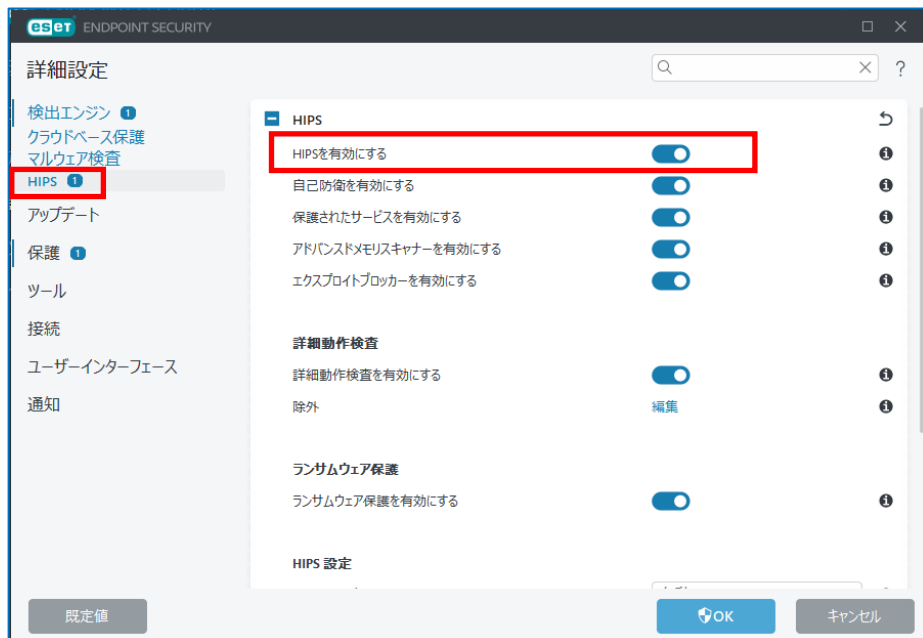 eseT ENDPOINT SECURITY
詳細設定
?
検出エンジン 1
クラウドベース保護
マルウェア検査
HIPS 1
アップデート
保護 1
ツール
接続
ユーザーインターフェース
通知
HIPS
HIPSを有効にする
自己防衛を有効にする
保護されたサービスを有効にする
アドバンスドメモリスキャナーを有効にする
エクスプロイトブロッカーを有効にする
詳細動作検査
詳細動作検査を有効にする
除外 編集
ランサムウェア保護
ランサムウェア保護を有効にする
HIPS 設定
既定値 OK キャンセル